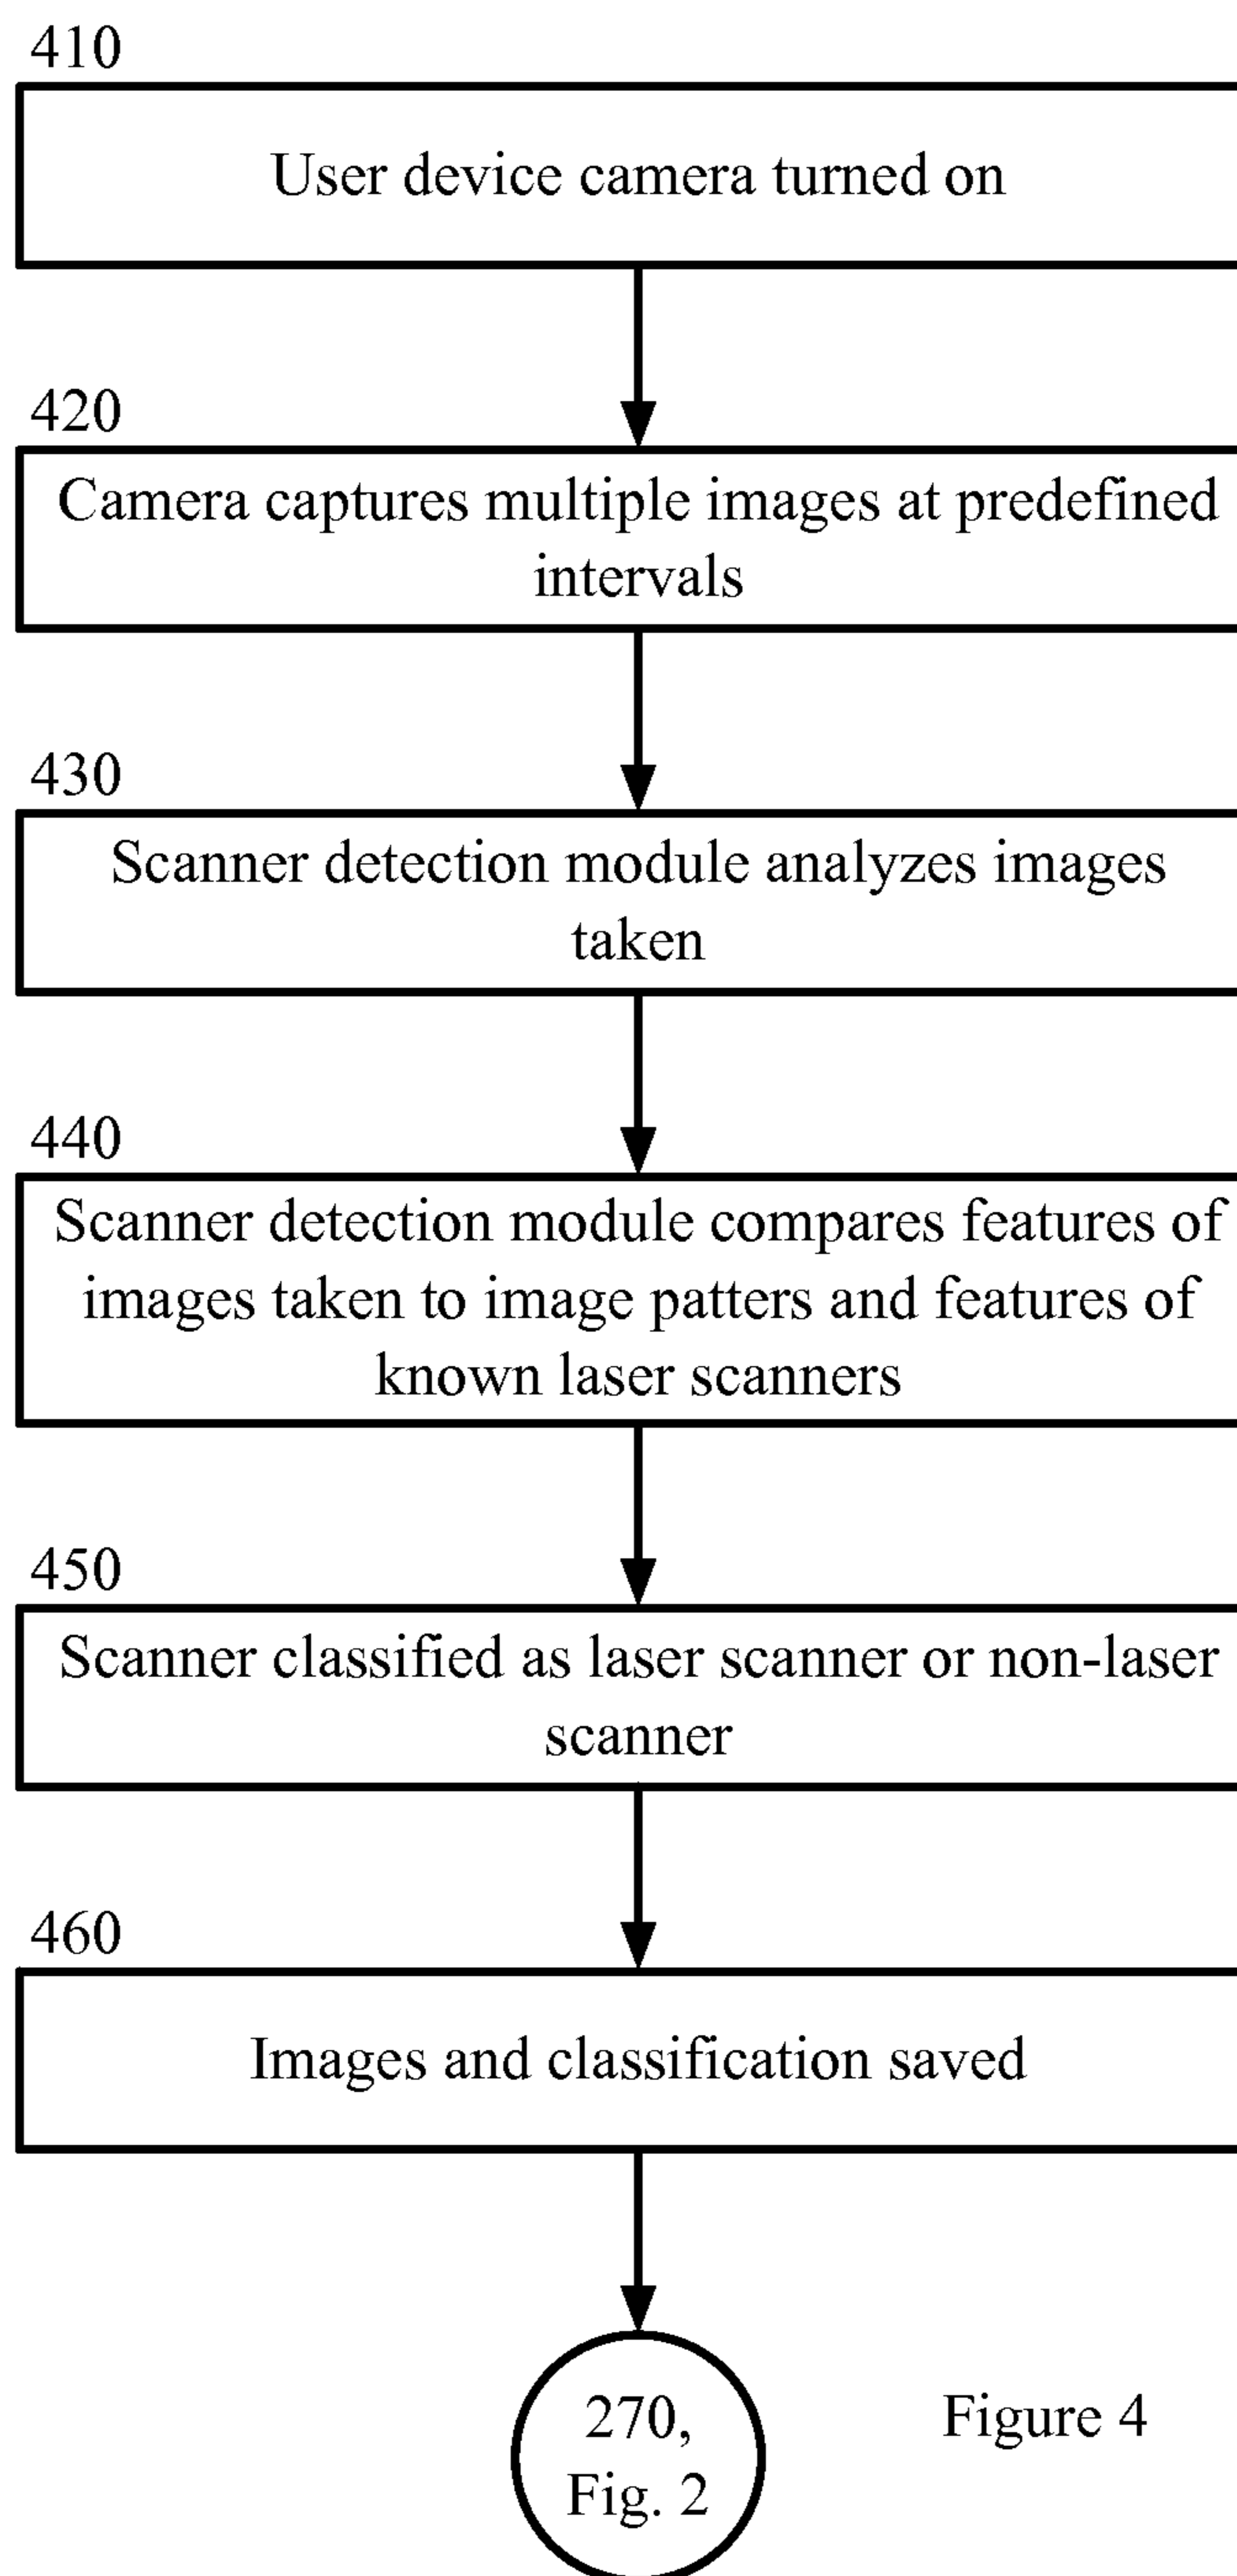 410
User device camera turned on
420
Camera captures multiple images at predefined
intervals
430
Scanner detection module analyzes images
taken
440
Scanner detection module compares features of
images taken to image patters and features of
known laser scanners
450
Scanner classified as laser scanner or non-laser
scanner
460
Images and classification saved
270,
Fig. 2
Figure 4